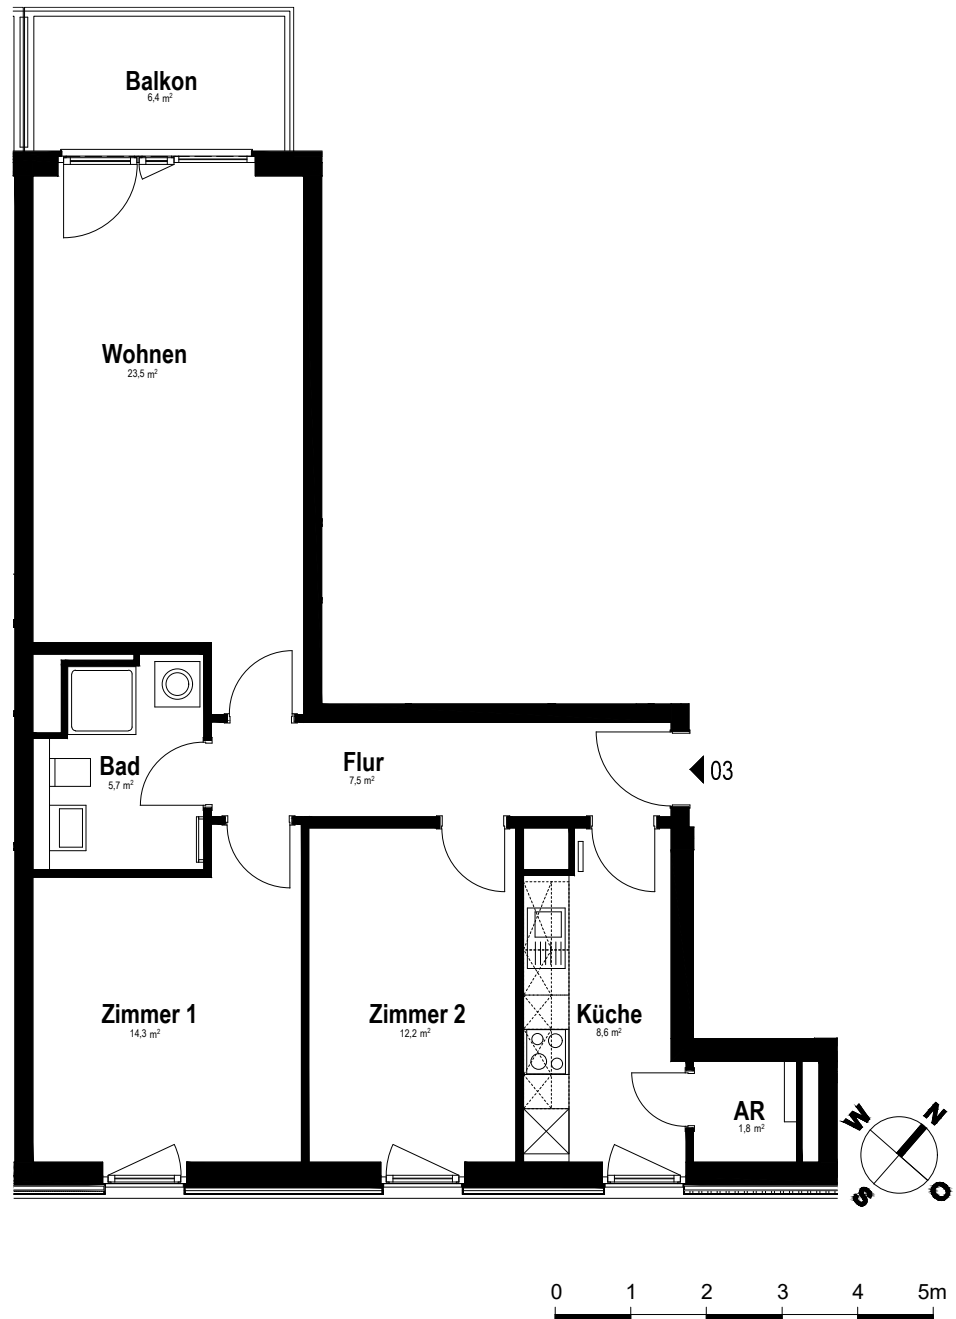 Balkon
6,4 m²
Wohnen
23,5 m²
Bad
5,7 m²
Flur
7,5 m²
03
Zimmer 1
14,3 m²
Zimmer 2
12,2 m²
Küche
8,6 m²
AR
1,8 m²
W N
S O
0 1 2 3 4 5m